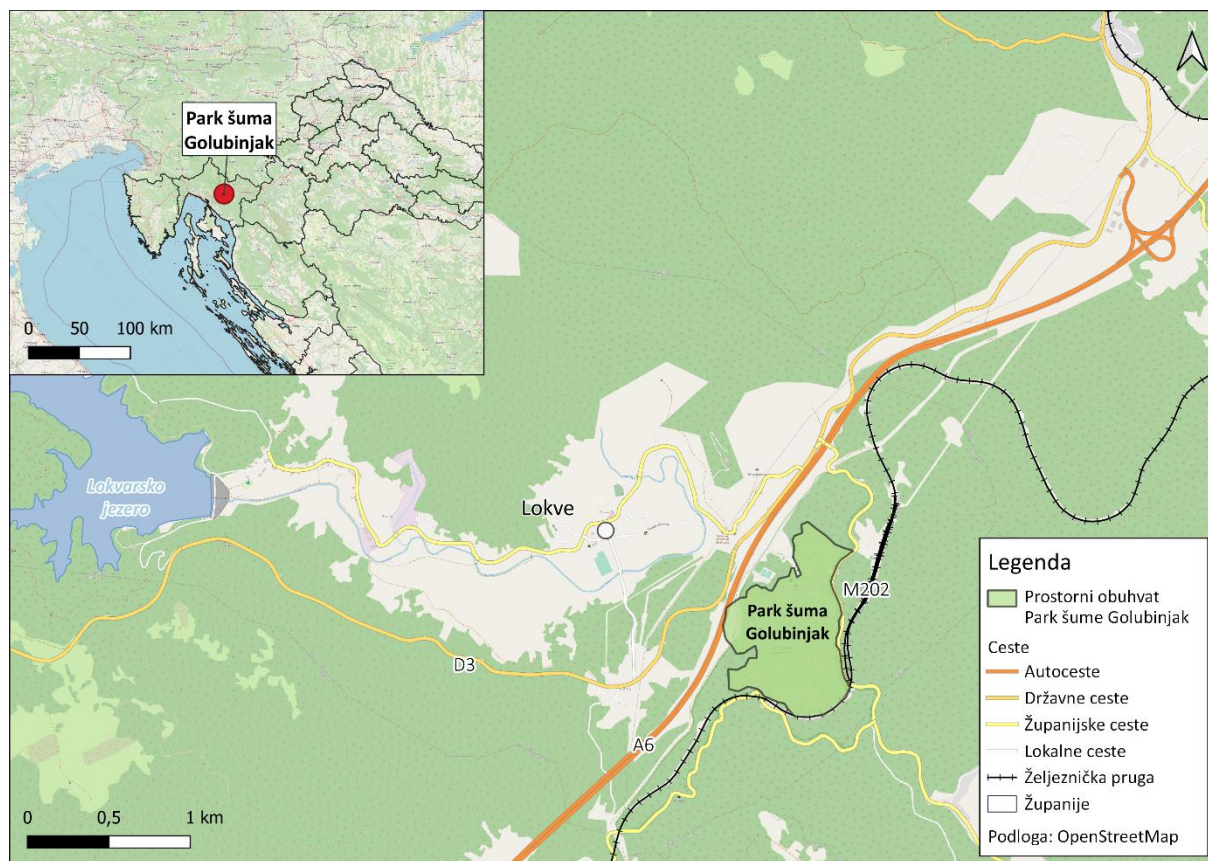 N
Park šuma
Golubinjak
0 50 100 km
Lokvarsko
jezero
Lokve
M202
Park šuma
Golubinjak
D3
A6
0 0,5 1 km
Legenda
Prostorni obuhvat
Park šume Golubinjak
Ceste
Autoceste
Državne ceste
Županijske ceste
Lokalne ceste
Željeznička pruga
Županije
Podloga: OpenStreetMap